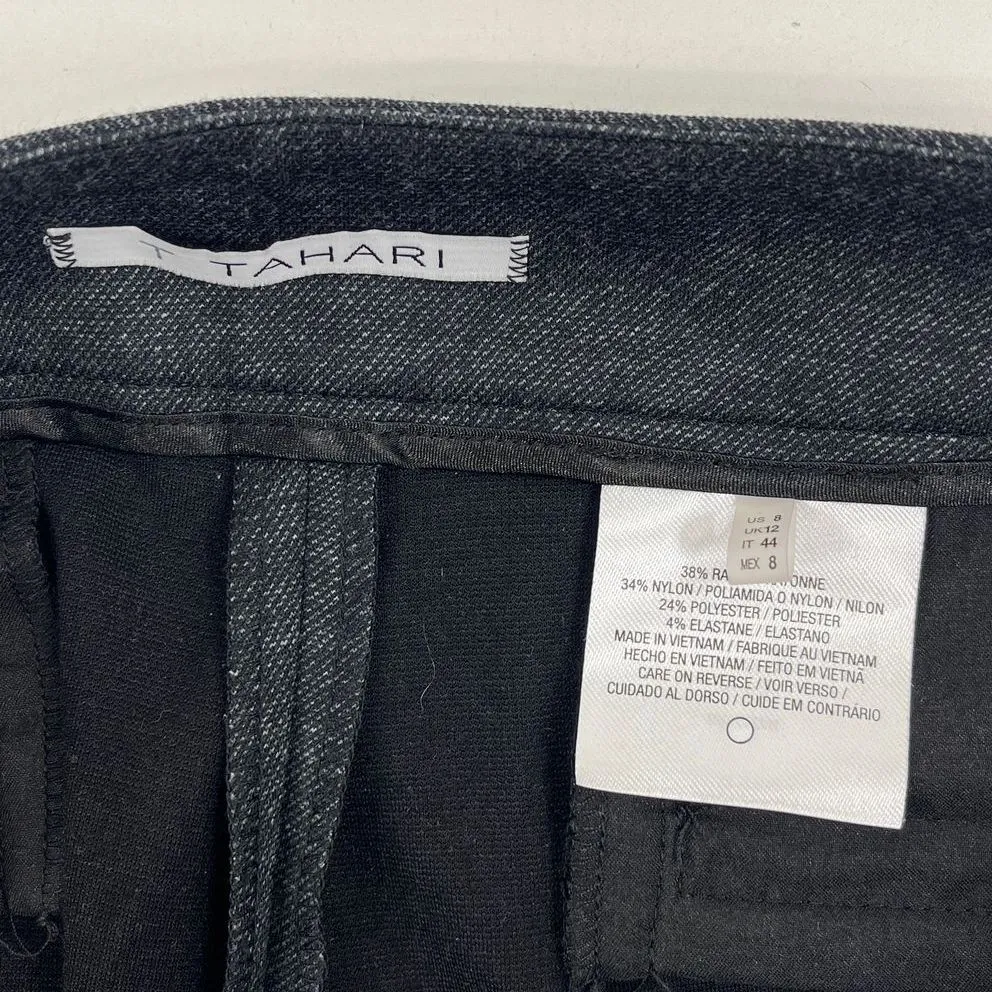 T TAHARI
US 8
UK12
IT 44
MEX 8
38%
34% NYLON / POLIAMIDA O NYLON / NILON
24% POLYESTER / POLIESTER
4% ELASTANE / ELASTANO
MADE IN VIETNAM / FABRIQUE AU VIETNAM
HECHO EN VIETNAM / FEITO EM VIETNÃ
CARE ON REVERSE / VOIR VERSO /
CUIDADO AL DORSO / CUIDE EM CONTRÁRIO